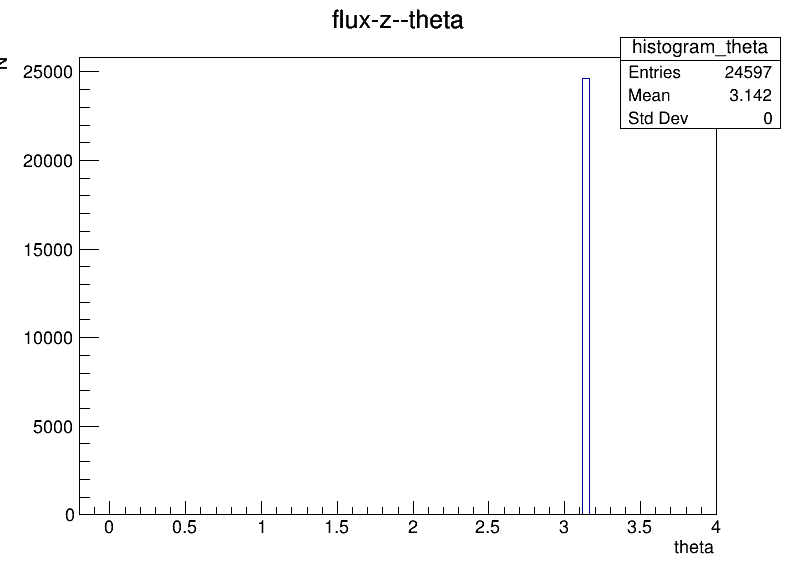 flux-z--theta
histogram_theta
Entries 24597
Mean 3.142
Std Dev 0
N
25000
20000
15000
10000
5000
0
0 0.5 1 1.5 2 2.5 3 3.5 4
theta